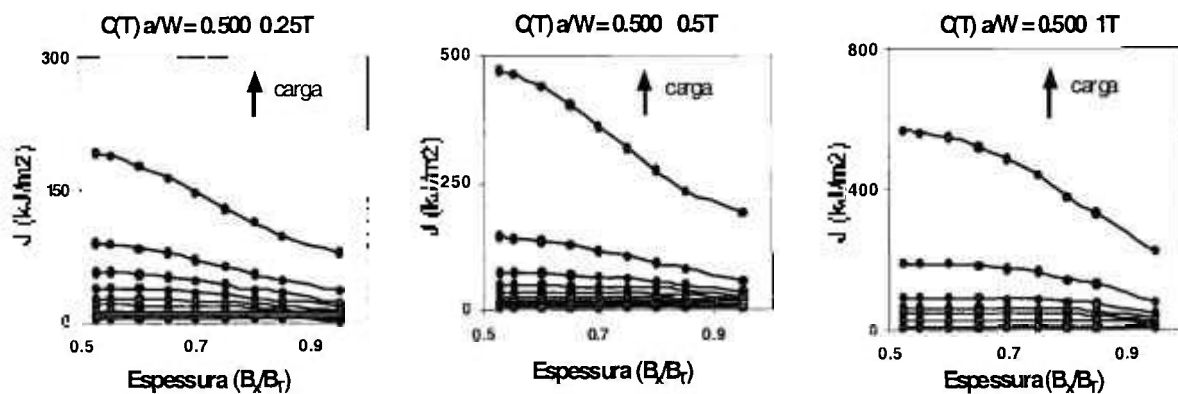 C(T) a/W = 0.500 0.25T
300
carga
J (kJ/m2)
150
0
0.5 0.7 0.9
Espessura (Bx/BT)
C(T) a/W = 0.500 0.5T
500
carga
J (kJ/m2)
250
0
0.5 0.7 0.9
Espessura (Bx/BT)
C(T) a/W = 0.500 1T
800
carga
J (kJ/m2)
400
0
0.5 0.7 0.9
Espessura (Bx/BT)